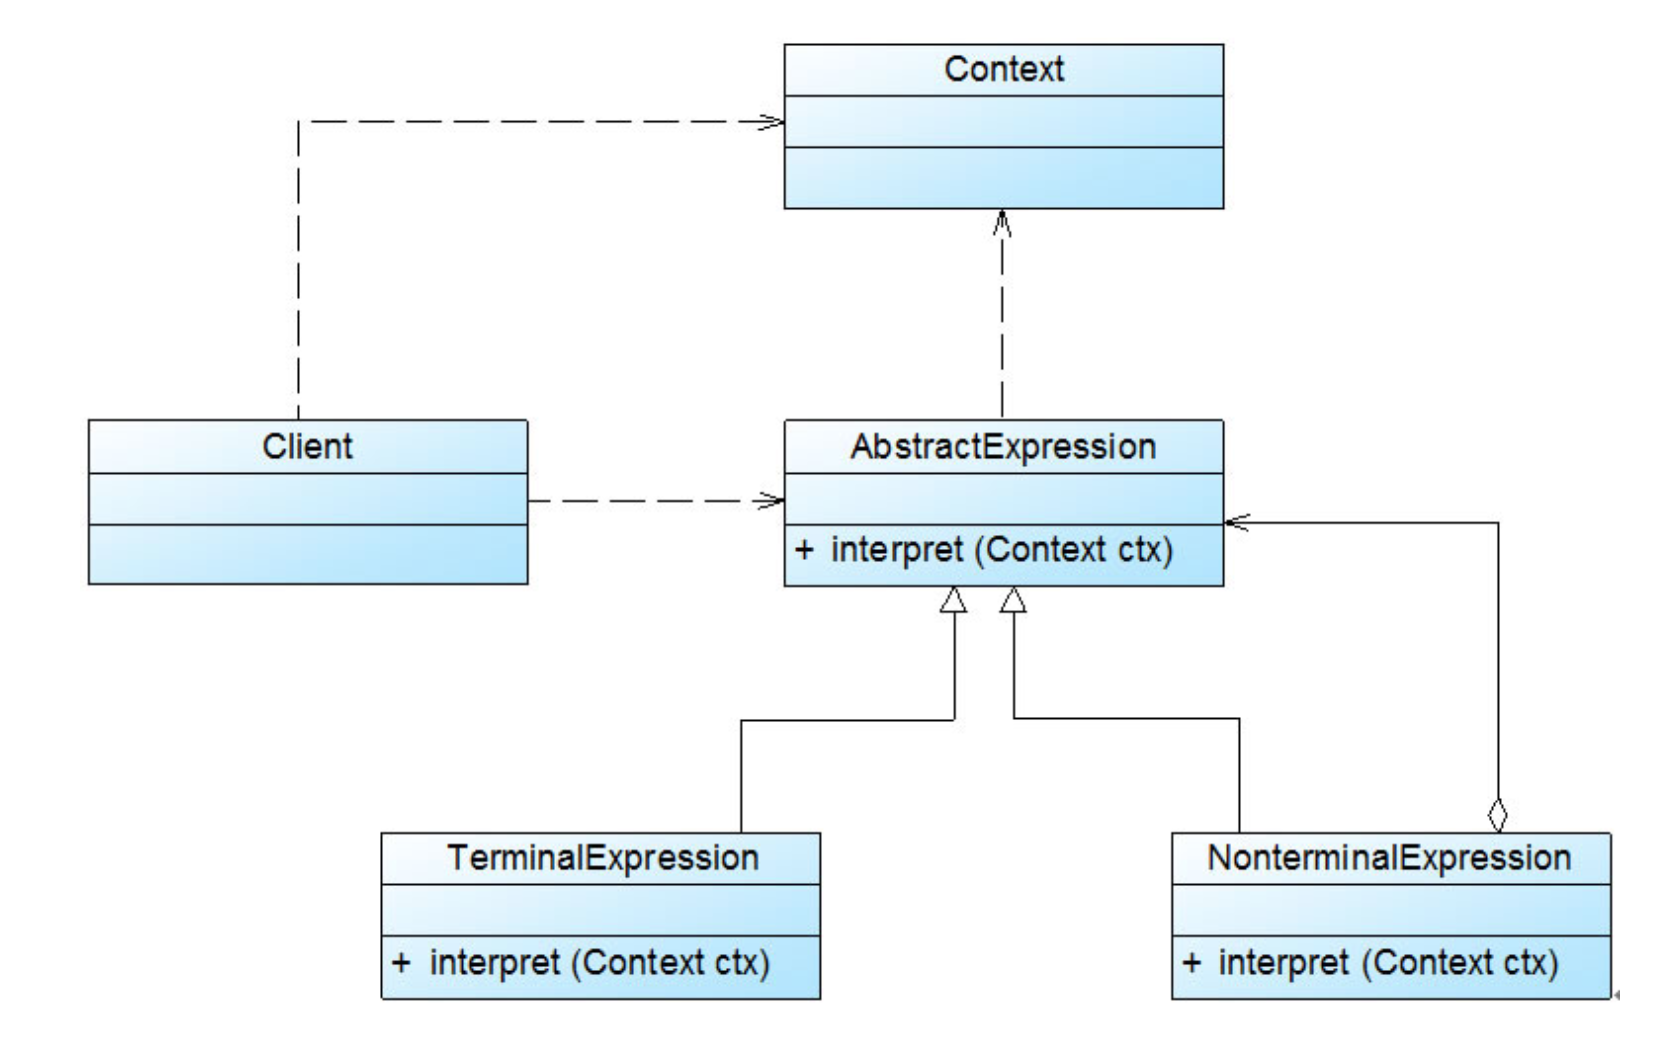 Context
Client
AbstractExpression
+ interpret (Context ctx)
TerminalExpression
+ interpret (Context ctx)
NonterminalExpression
+ interpret (Context ctx)